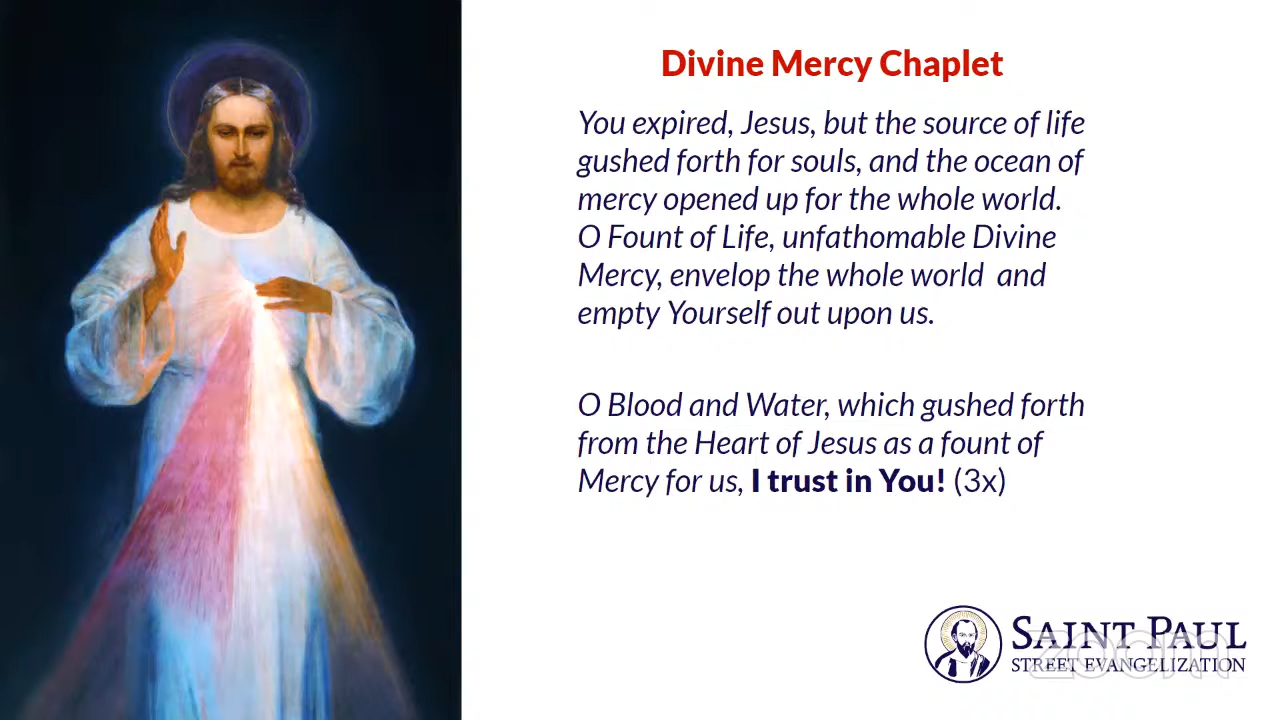 Divine Mercy Chaplet
You expired, Jesus, but the source of life
gushed forth for souls, and the ocean of
mercy opened up for the whole world.
O Fount of Life, unfathomable Divine
Mercy, envelop the whole world  and
empty Yourself out upon us.
O Blood and Water, which gushed forth
from the Heart of Jesus as a fount of
Mercy for us, I trust in You! (3x)
SAINT PAUL
STREET EVANGELIZATION
zoom